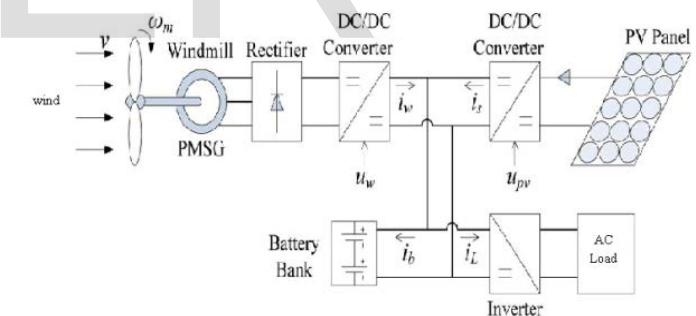 DC/DC
Converter
DC/DC
Converter
PV Panel
ωm
v
Windmill
Rectifier
wind
PMSG
iw
is
uw
upv
Battery
Bank
ib
iL
AC
Load
Inverter